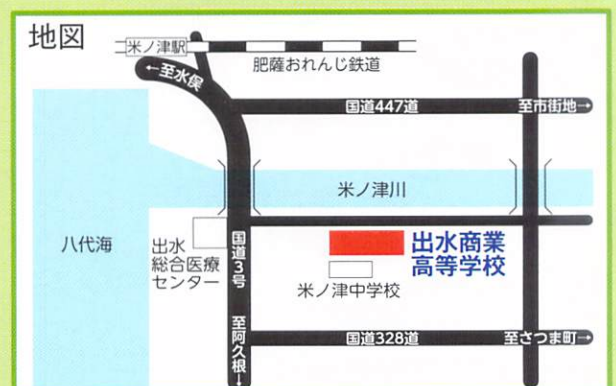 地図
米ノ津駅
肥薩おれんじ鉄道
←至水俣
国道447道
至市街地→
米ノ津川
八代海
出水
総合医療
センター
国道3号
出水商業
高等学校
米ノ津中学校
国道328道
至さつま町→
至阿久根→